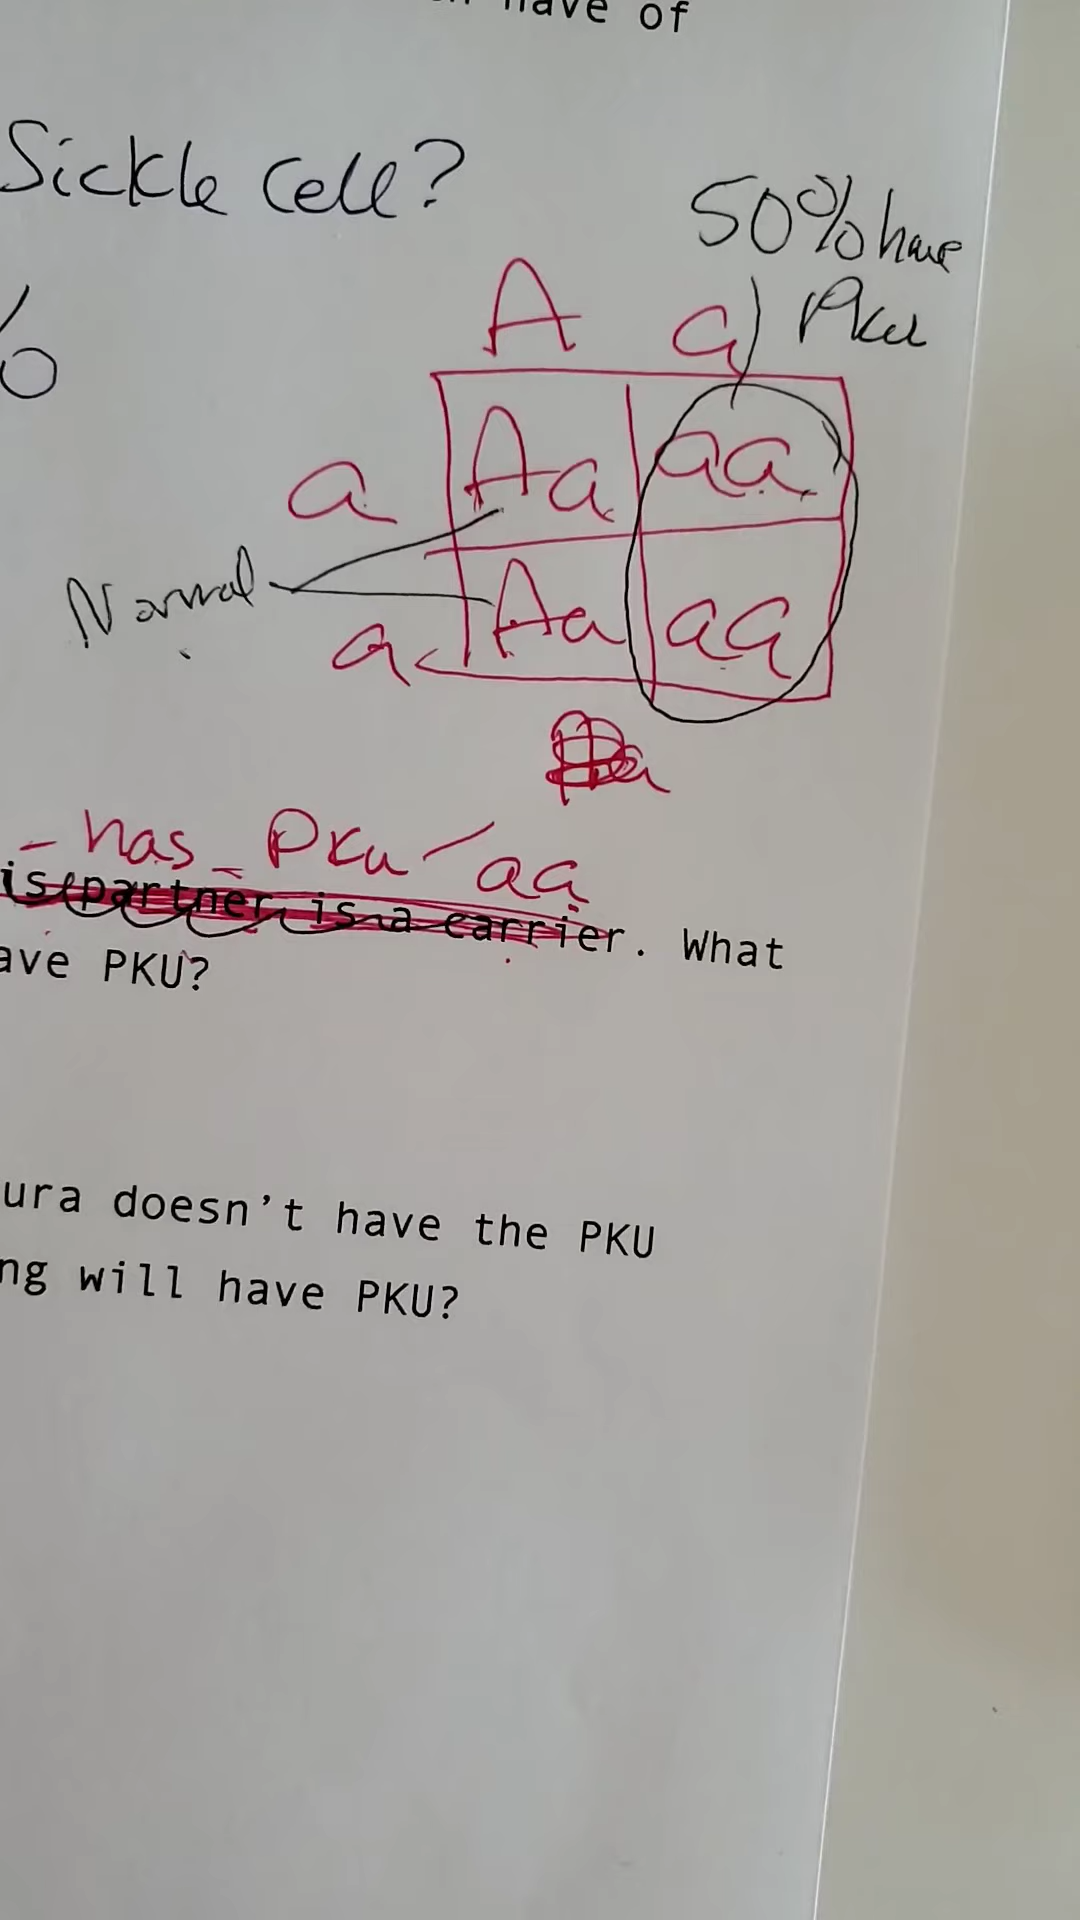 have of
Sickle cell?
50% have
PKU
A a
a Aa aa
Normal
a Aa aa
- has PKU / aa
is partner is a carrier. What
ave PKU?
ura doesn't have the PKU
ng will have PKU?